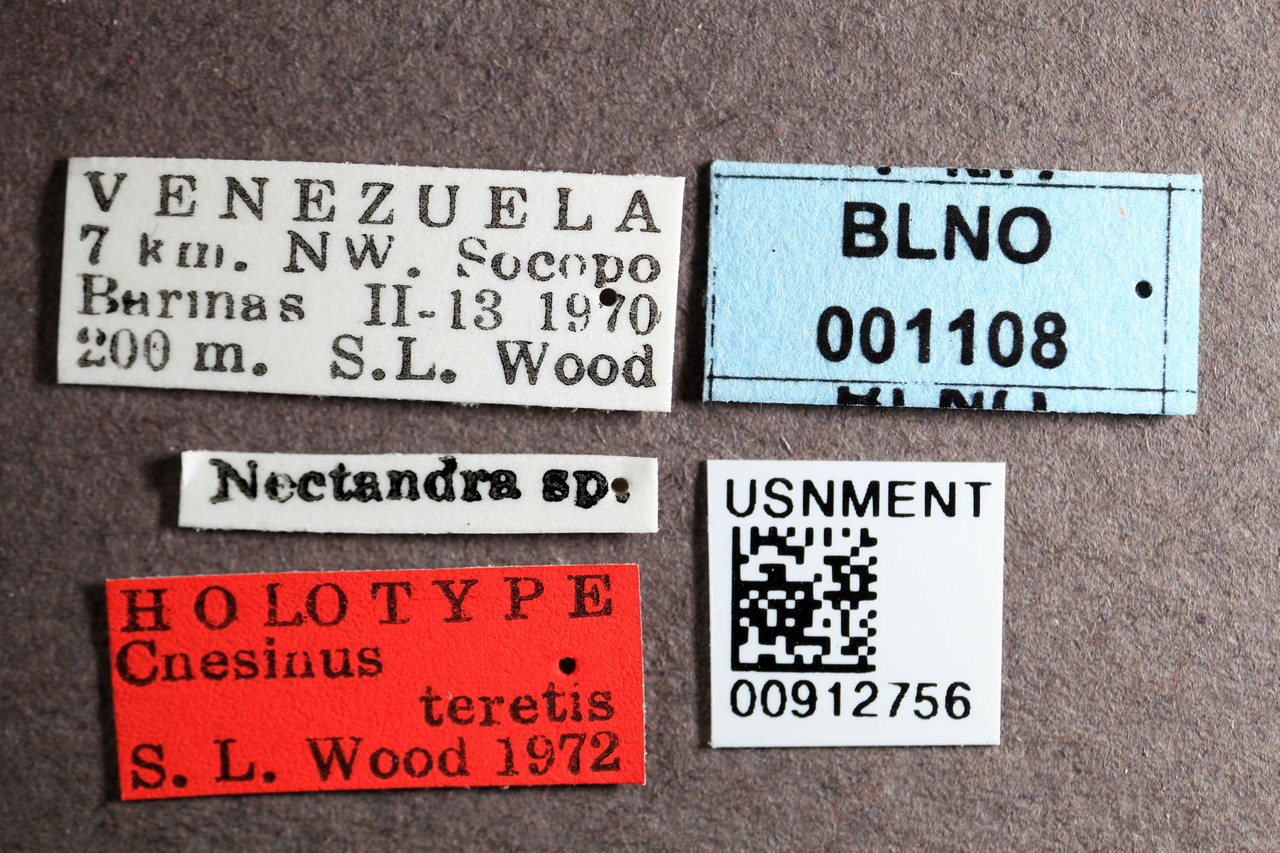 VENEZUELA
7 km. NW. Socopo
Barinas II-13 1970
200 m. S.L. Wood
BLNO
001108
BLNO
Nectandra sp.
HOLOTYPE
Cnesinus
teretis
S. L. Wood 1972
USNMENT
00912756